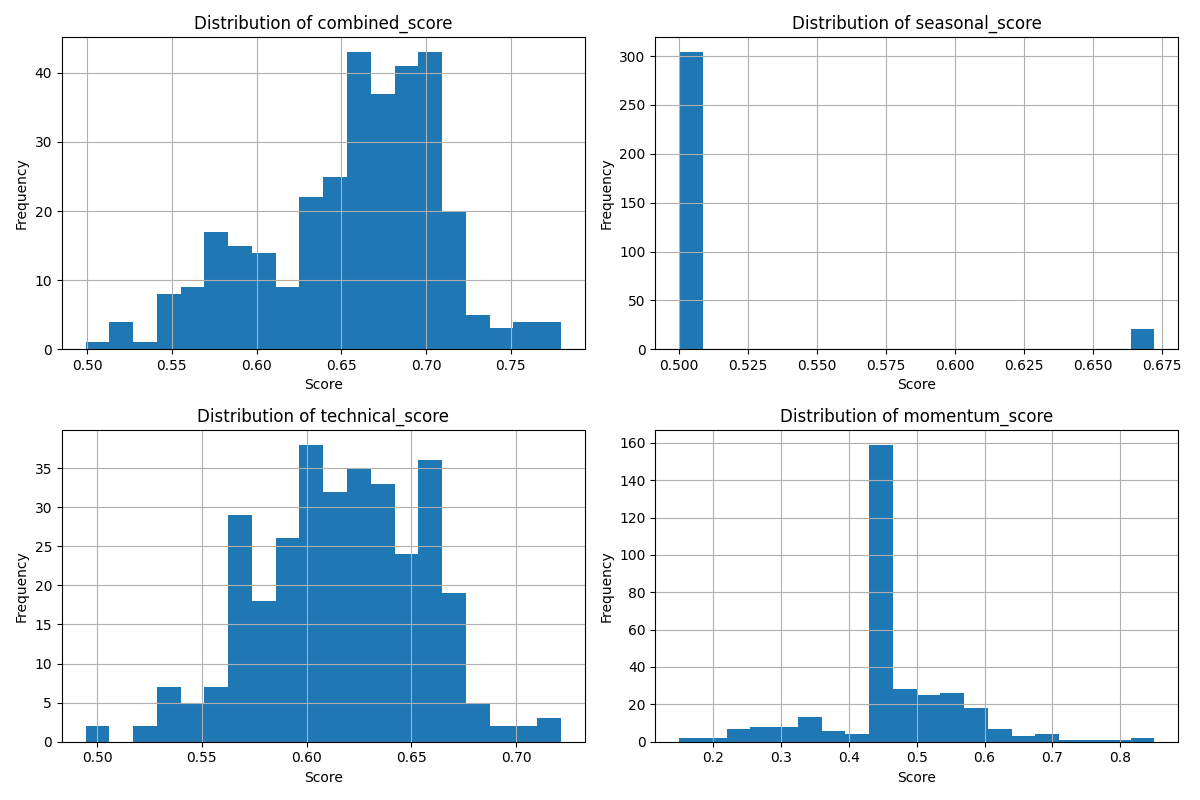 Distribution of combined_score
40
30
20
10
0
Frequency
0.50 0.55 0.60 0.65 0.70 0.75
Score
Distribution of seasonal_score
300
250
200
150
100
50
0
Frequency
0.500 0.525 0.550 0.575 0.600 0.625 0.650 0.675
Score
Distribution of technical_score
35
30
25
20
15
10
5
0
Frequency
0.50 0.55 0.60 0.65 0.70
Score
Distribution of momentum_score
160
140
120
100
80
60
40
20
0
Frequency
0.2 0.3 0.4 0.5 0.6 0.7 0.8
Score